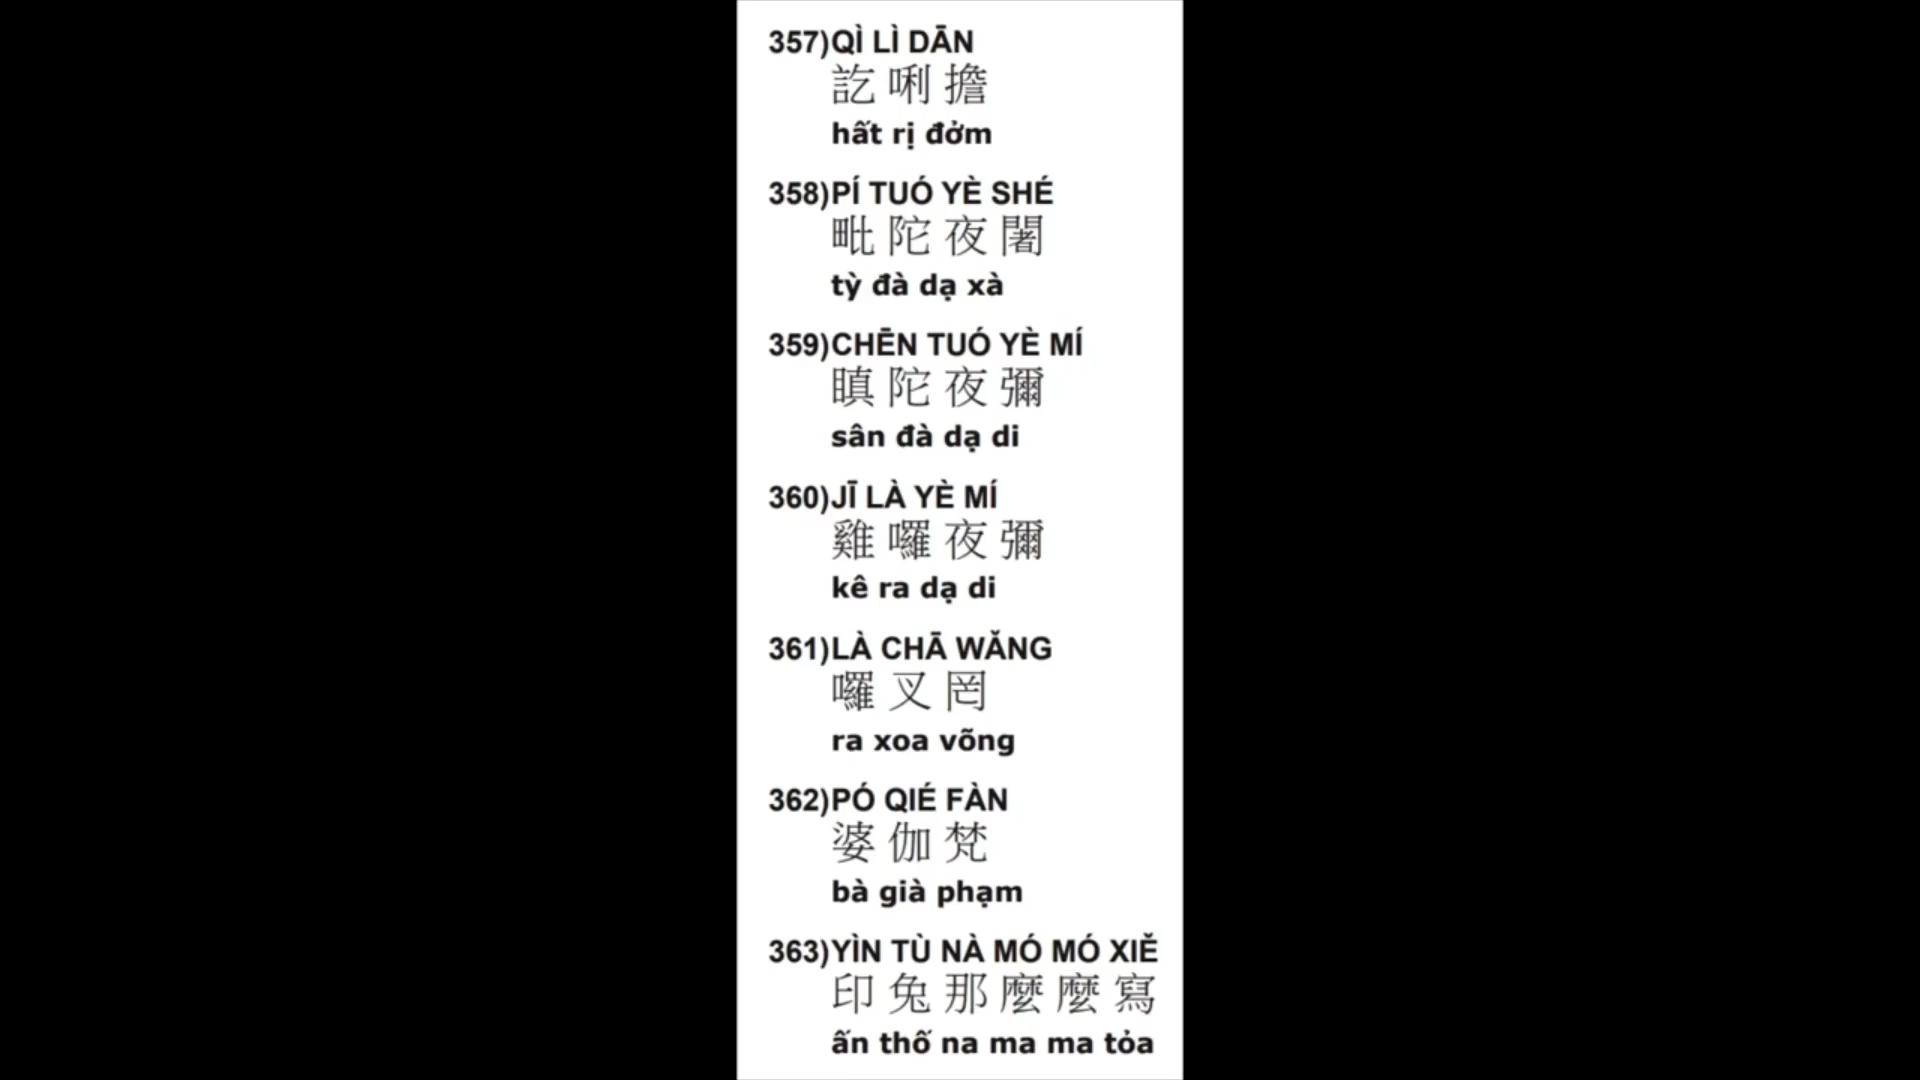 357)QÌ LÌ DĀN
訖 唎 擔
hất rị đởm
358)PÍ TUÓ YÈ SHÉ
毗 陀 夜 闍
tỳ đà dạ xà
359)CHĒN TUÓ YÈ MÍ
瞋 陀 夜 彌
sân đà dạ di
360)JĪ LÀ YÈ MÍ
雞 囉 夜 彌
kê ra dạ di
361)LÀ CHĀ WǍNG
囉 叉 罔
ra xoa võng
362)PÓ QIÉ FÀN
婆 伽 梵
bà già phạm
363)YÌN TÙ NÀ MÓ MÓ XIĚ
印 兔 那 麼 麼 寫
ấn thố na ma ma tỏa